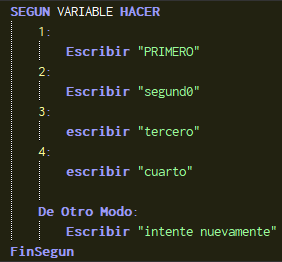 SEGUN VARIABLE HACER
1:
Escribir "PRIMERO"
2:
Escribir "segund0"
3:
escribir "tercero"
4:
escribir "cuarto"
De Otro Modo:
Escribir "intente nuevamente"
FinSegun